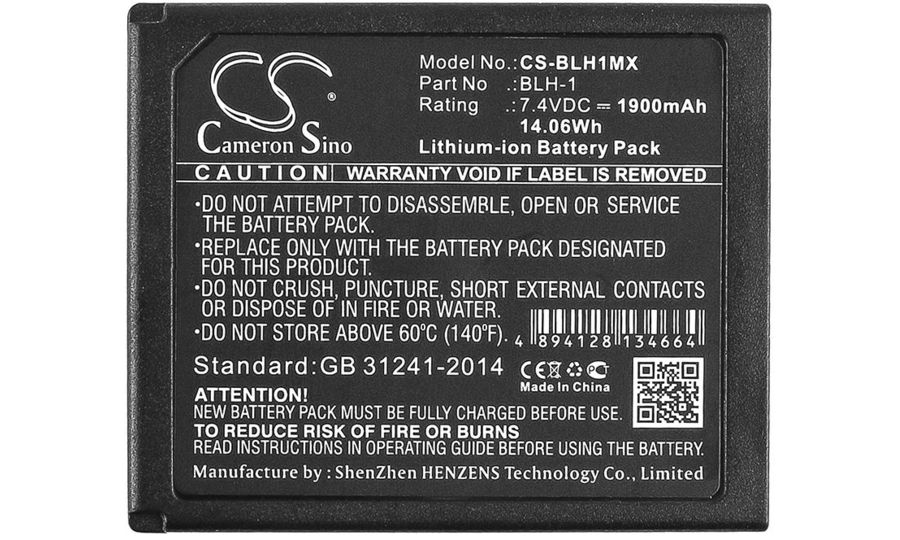 CS
Cameron Sino
Model No.: CS-BLH1MX
Part No .: BLH-1
Rating .: 7.4VDC ⎓ 1900mAh
14.06Wh
Lithium-ion Battery Pack
CAUTION WARRANTY VOID IF LABEL IS REMOVED
•DO NOT ATTEMPT TO DISASSEMBLE, OPEN OR SERVICE
THE BATTERY PACK.
•REPLACE ONLY WITH THE BATTERY PACK DESIGNATED
FOR THIS PRODUCT.
•DO NOT CRUSH, PUNCTURE, SHORT EXTERNAL CONTACTS
OR DISPOSE OF IN FIRE OR WATER.
•DO NOT STORE ABOVE 60℃ (140℉).
4 894128 134664
Standard:GB 31241-2014
CE
Made In China
ATTENTION!
NEW BATTERY PACK MUST BE FULLY CHARGED BEFORE USE.
TO REDUCE RISK OF FIRE OR BURNS
READ INSTRUCTIONS IN OPERATING GUIDE BEFORE USING BATTERY.
Manufacture by : ShenZhen HENZENS Technology Co., Limited